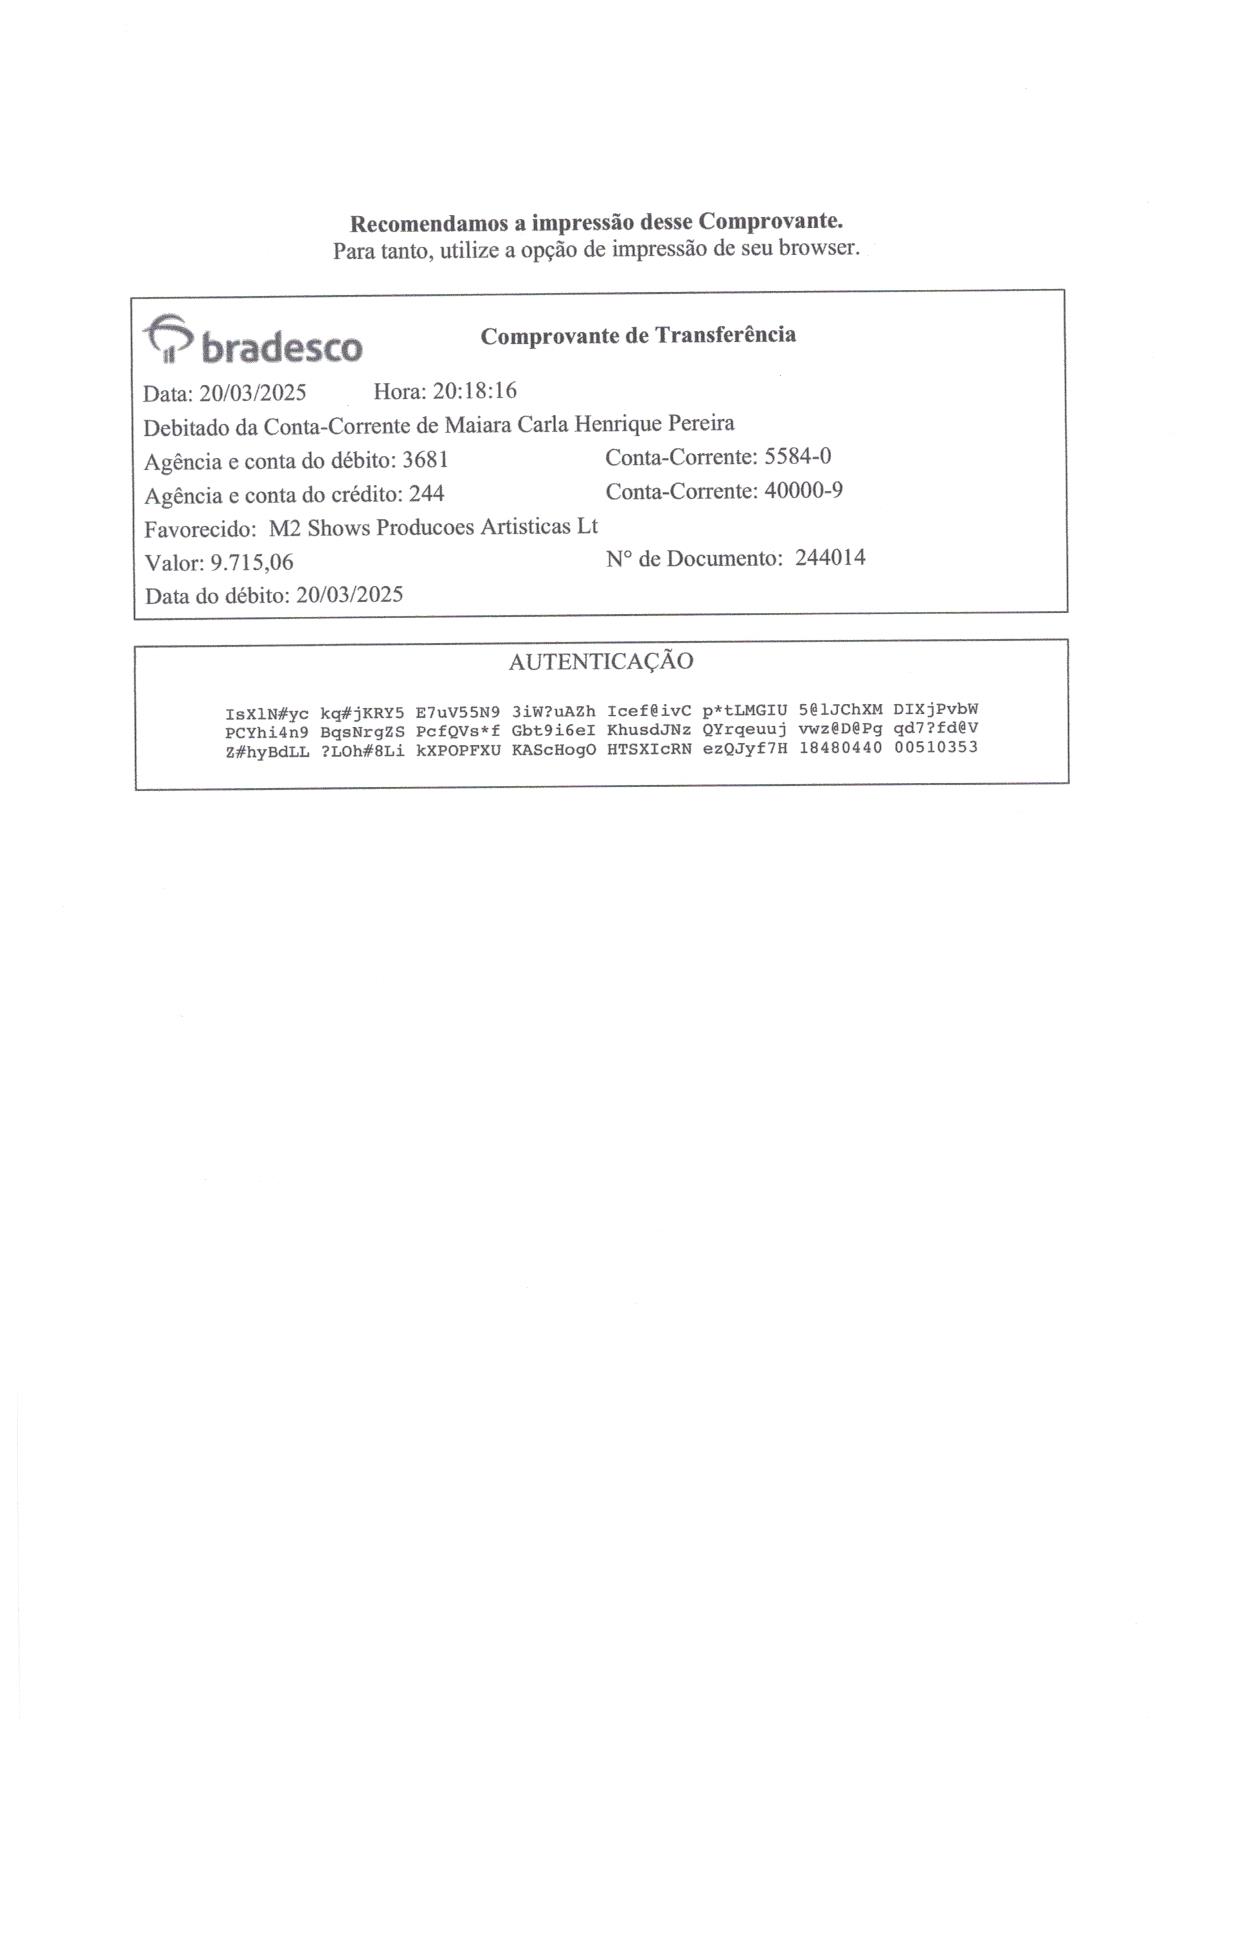 Recomendamos a impressão desse Comprovante.
Para tanto, utilize a opção de impressão de seu browser.
bradesco Comprovante de Transferência
Data: 20/03/2025 Hora: 20:18:16
Debitado da Conta-Corrente de Maiara Carla Henrique Pereira
Agência e conta do débito: 3681 Conta-Corrente: 5584-0
Agência e conta do crédito: 244 Conta-Corrente: 40000-9
Favorecido: M2 Shows Producoes Artisticas Lt
Valor: 9.715,06 N° de Documento: 244014
Data do débito: 20/03/2025
AUTENTICAÇÃO
IsXlN#yc kq#jKRY5 E7uV55N9 3iW?uAZh Icef@ivC p*tLMGIU 5@lJChXM DIXjPvbW
PCYhi4n9 BqsNrgZS PcfQVs*f Gbt9i6eI KhusdJNz QYrqeuuj vwz@D@Pg qd7?fd@V
Z#hyBdLL ?LOh#8Li kXPOPFXU KAScHogO HTSXIcRN ezQJyf7H 18480440 00510353